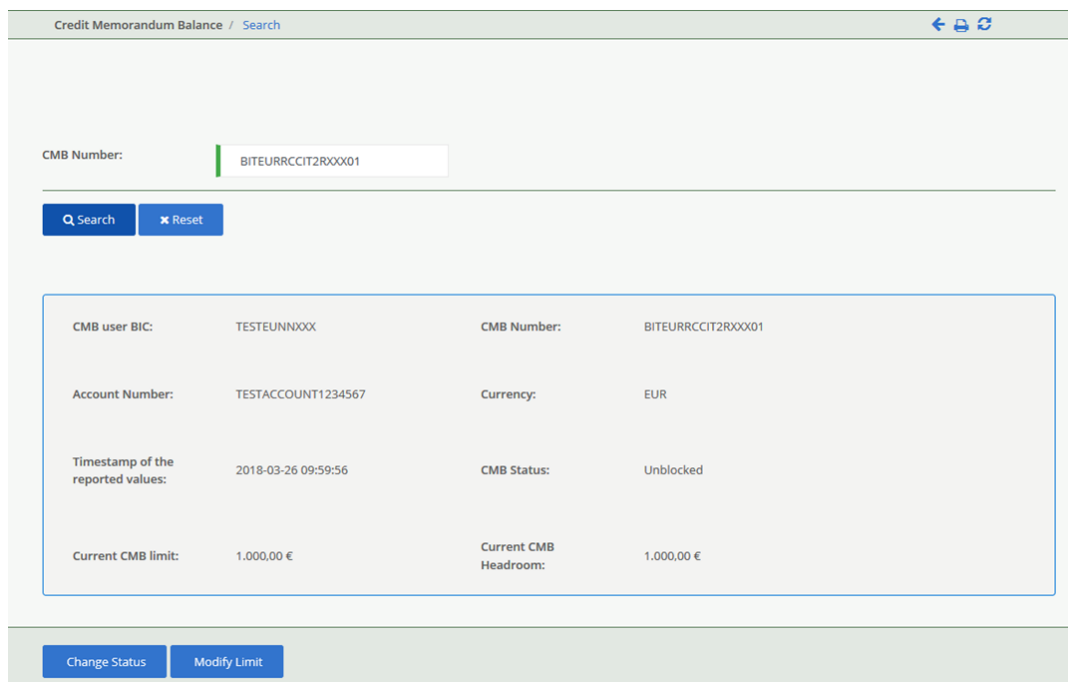 Credit Memorandum Balance / Search
CMB Number: BITEURRCCIT2RXXX01
Search Reset
CMB user BIC: TESTEUNNXXX CMB Number: BITEURRCCIT2RXXX01
Account Number: TESTACCOUNT1234567 Currency: EUR
Timestamp of the
reported values: 2018-03-26 09:59:56 CMB Status: Unblocked
Current CMB limit: 1.000,00 € Current CMB
Headroom: 1.000,00 €
Change Status Modify Limit